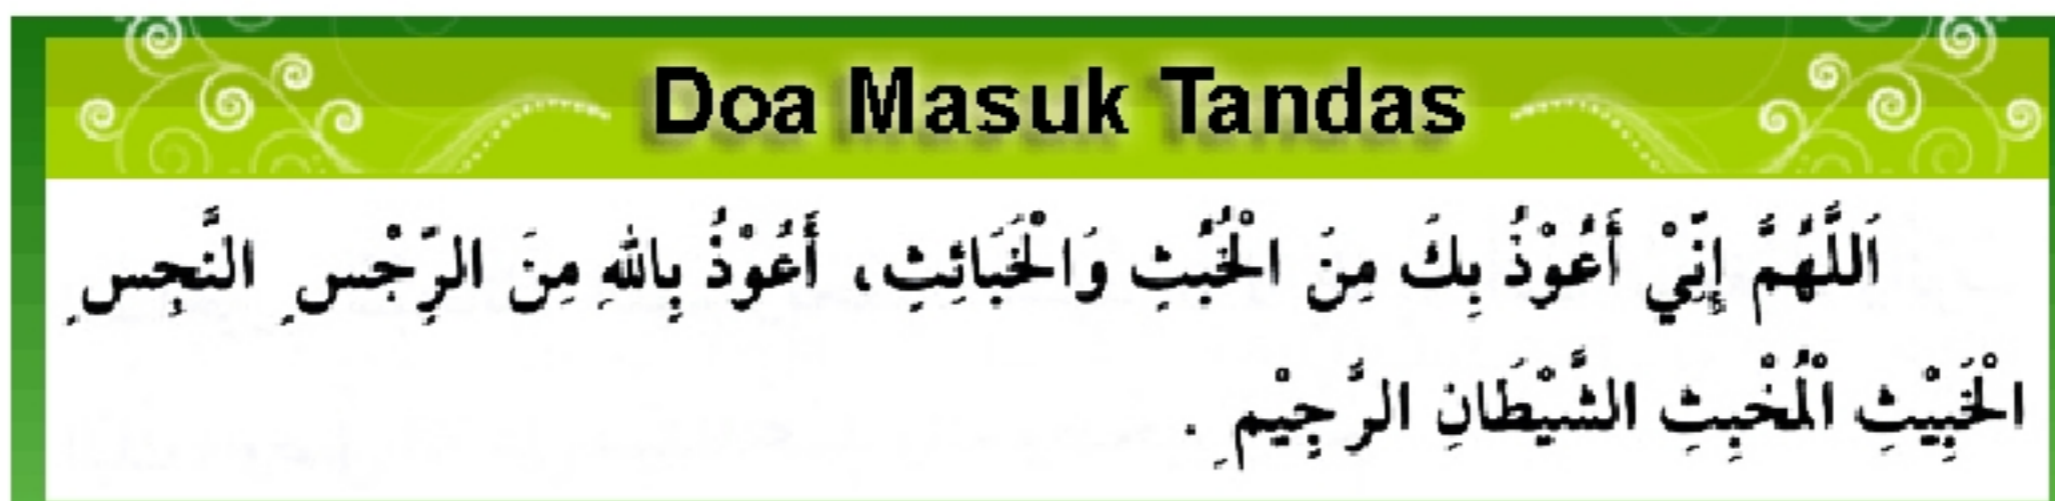 Doa Masuk Tandas
اَللَّهُمَّ إِنِّيْ أَعُوْذُ بِكَ مِنَ الْخُبُثِ وَالْخَبَائِثِ، أَعُوْذُ بِاللهِ مِنَ الرِّجْسِ النَّجِسِ
الْخَبِيْثِ الْمُخْبِثِ الشَّيْطَانِ الرَّجِيْمِ .